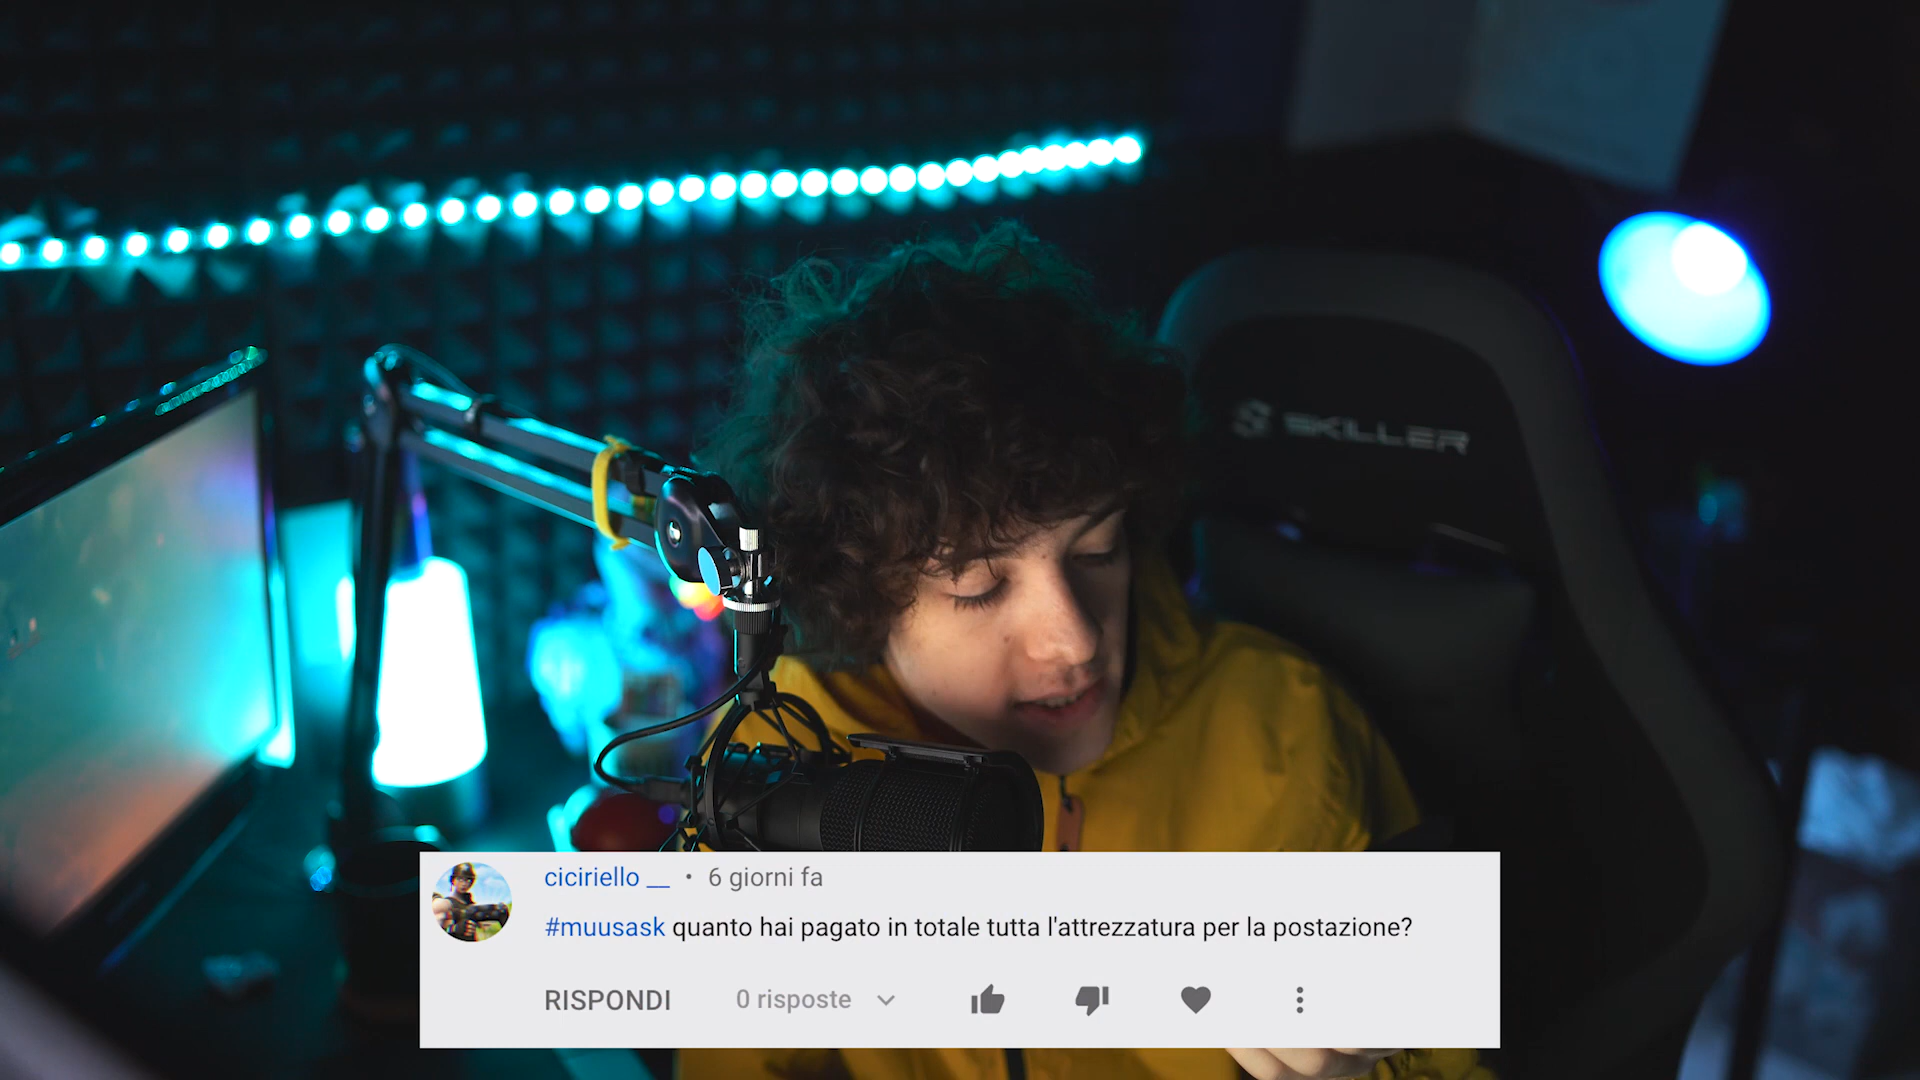 SKILLER
ciciriello __ • 6 giorni fa
#muusask quanto hai pagato in totale tutta l'attrezzatura per la postazione?
RISPONDI 0 risposte